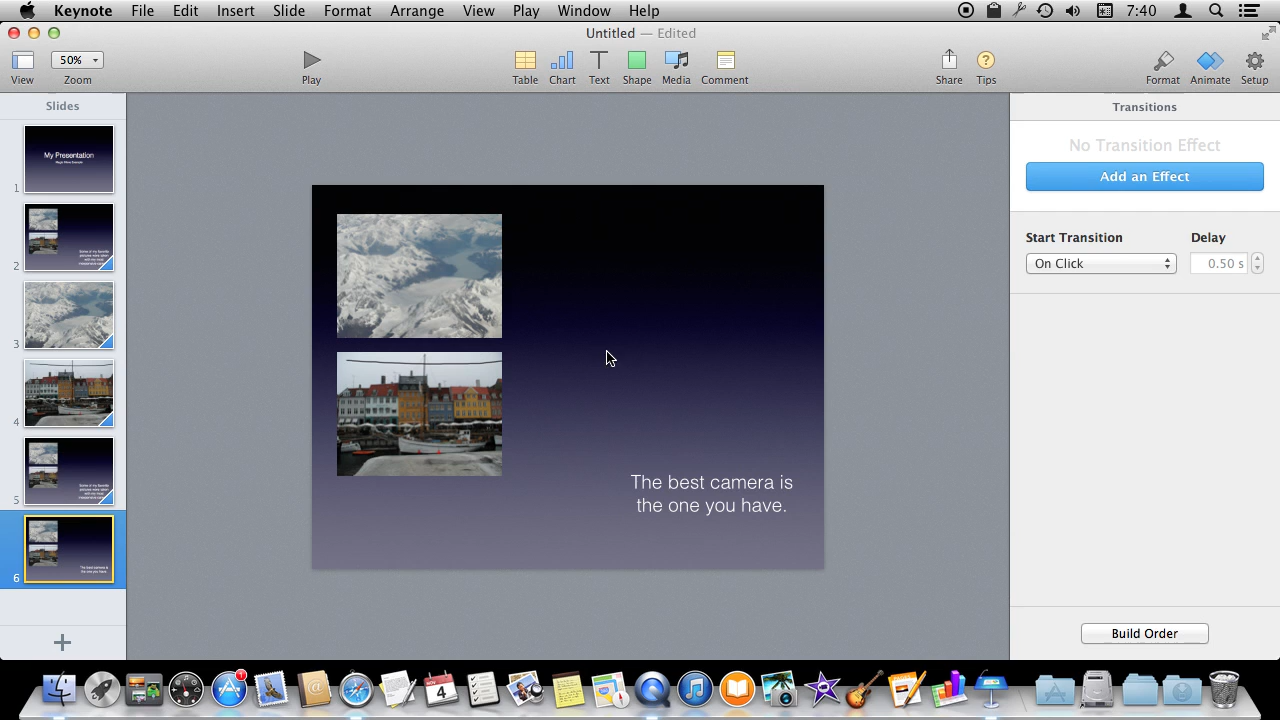 Keynote File Edit Insert Slide Format Arrange View Play Window Help 7:40
Untitled — Edited
50%
View Zoom Play Table Chart Text Shape Media Comment Share Tips Format Animate Setup
Slides
Transitions
My Presentation
1
2
3
4
5
6
The best camera is
the one you have.
No Transition Effect
Add an Effect
Start Transition Delay
On Click 0.50 s
Build Order
NOV
4
1